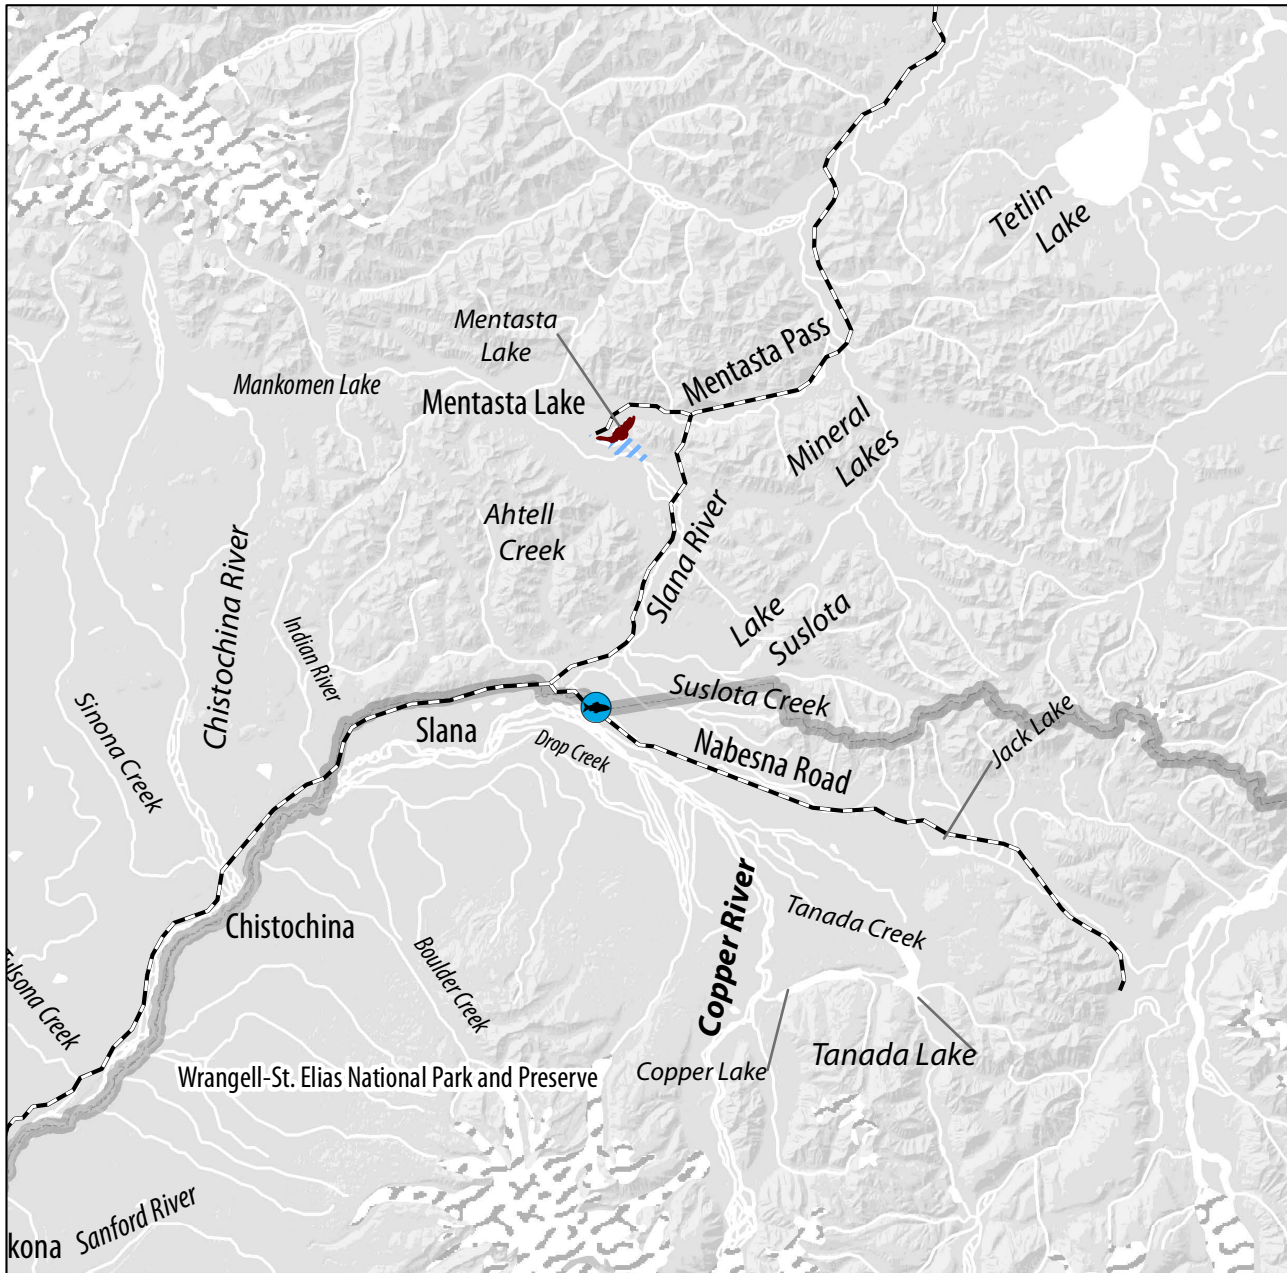 Tetlin
Lake
Mentasta
Lake
Mentasta Pass
Mankomen Lake
Mentasta Lake
Mineral
Lakes
Ahtell
Creek
Slana River
Chistochina River
Indian River
Lake
Suslota
Sinona Creek
Suslota Creek
Slana
Drop Creek
Nabesna Road
Jack Lake
Copper River
Tanada Creek
Chistochina
Boulder Creek
Tulsona Creek
Copper Lake
Tanada Lake
Wrangell-St. Elias National Park and Preserve
Sanford River
kona